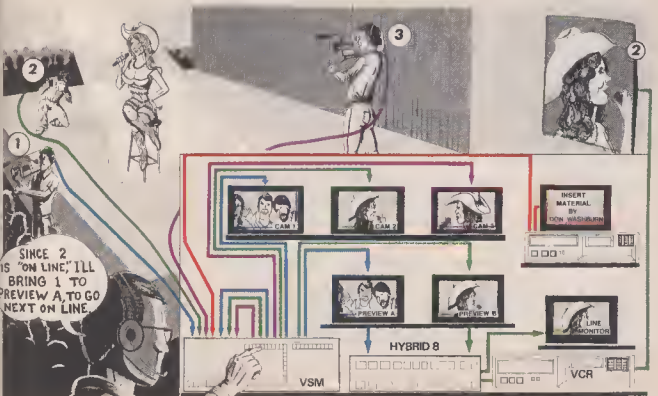 2
3
2
1
CAM 1
CAM 2
CAM 3
INSERT
MATERIAL
BY
DON WASHBURN
SINCE 2
IS "ON LINE," I'LL
BRING 1 TO
PREVIEW A, TO GO
NEXT ON LINE.
PREVIEW A
PREVIEW B
LINE
MONITOR
HYBRID 8
VSM
VCR